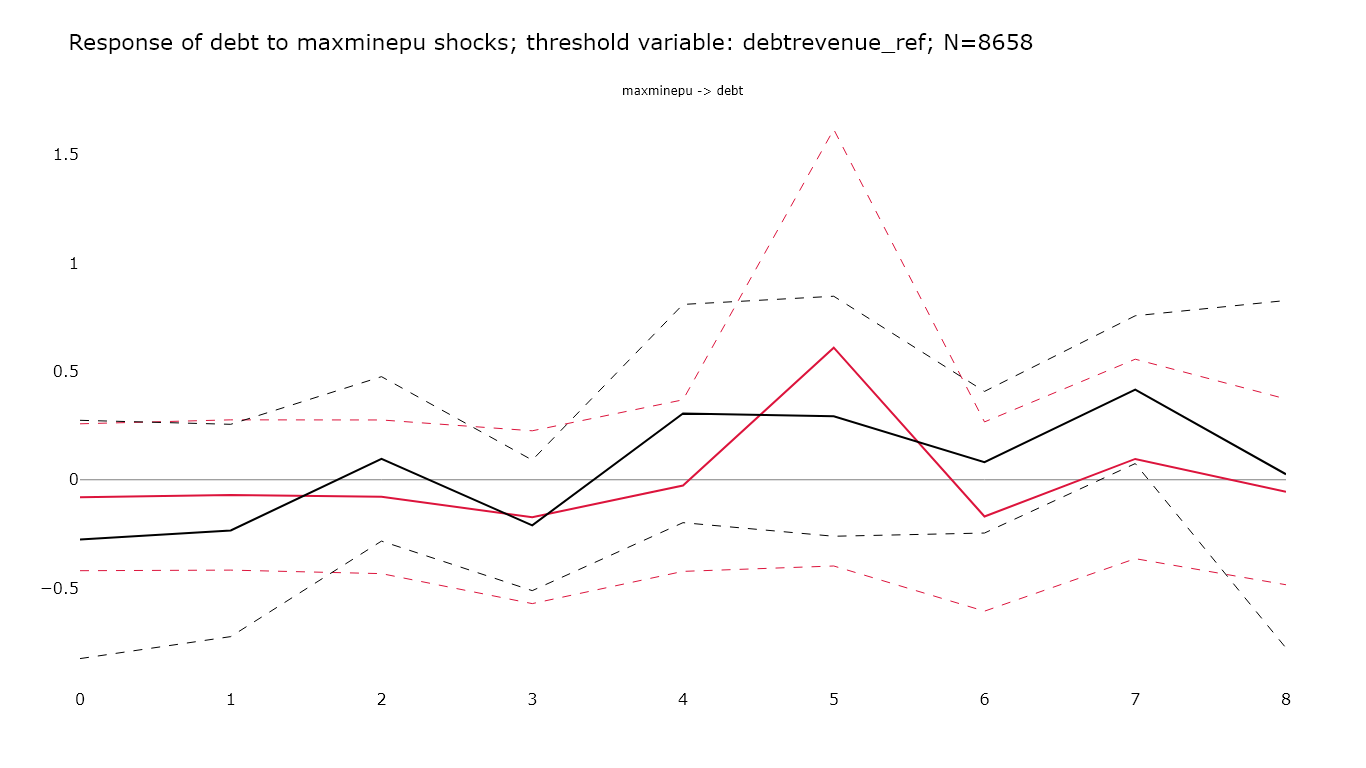 Response of debt to maxminepu shocks; threshold variable: debtrevenue_ref; N=8658
maxminepu -> debt
1.5
1
0.5
0
−0.5
0 1 2 3 4 5 6 7 8